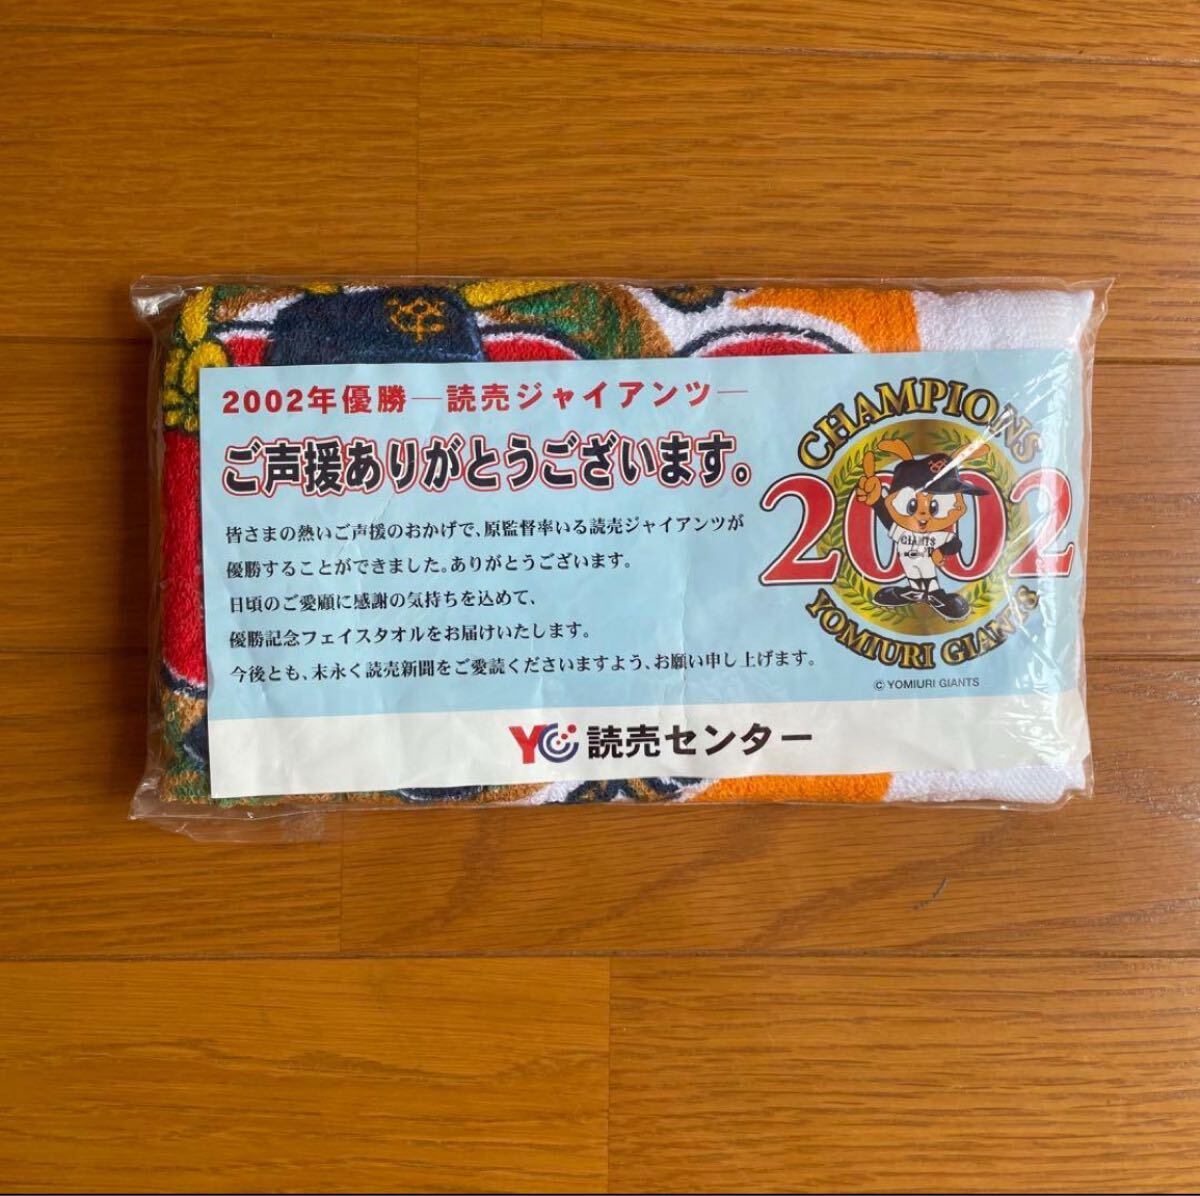 2002年優勝―読売ジャイアンツ―
ご声援ありがとうございます。
皆さまの熱いご声援のおかげで、原監督率いる読売ジャイアンツが
優勝することができました。ありがとうございます。
日頃のご愛顧に感謝の気持ちを込めて、
優勝記念フェイスタオルをお届けいたします。
今後とも、末永く読売新聞をご愛読くださいますよう、お願い申し上げます。
CHAMPIONS
2002
GIANTS
YOMIURI GIANTS
© YOMIURI GIANTS
YC 読売センター